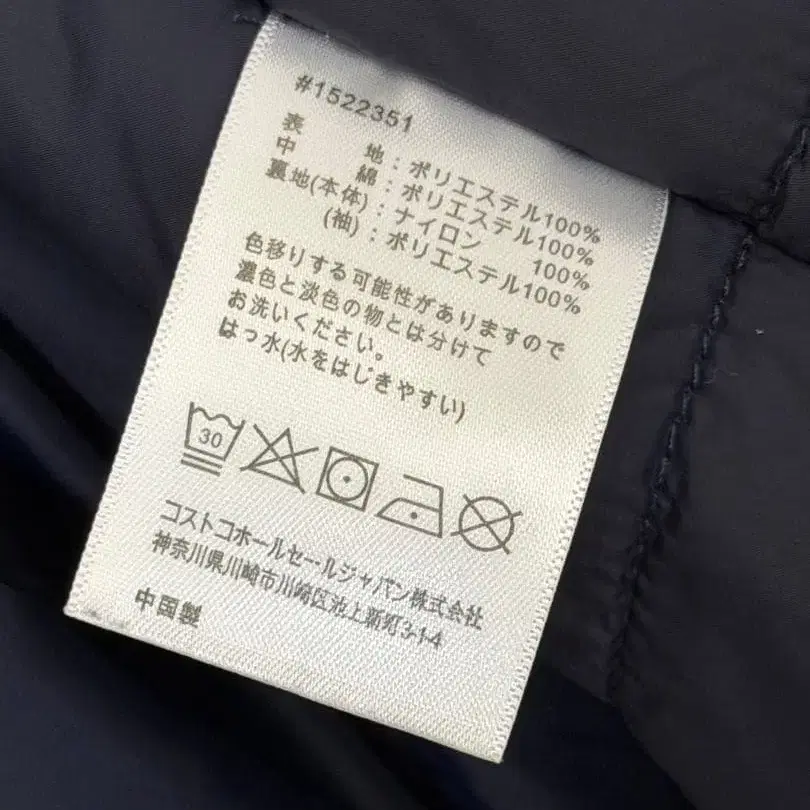 #1522351
表 地 : ポリエステル100%
中 綿 : ポリエステル100%
裏地(本体) : ナイロン 100%
(袖) : ポリエステル100%
色移りする可能性がありますので
濃色と淡色の物とは分けて
お洗いください。
はっ水(水をはじきやすい)
30
コストコホールセールジャパン株式会社
神奈川県川崎市川崎区池上新町3-1-4
中国製